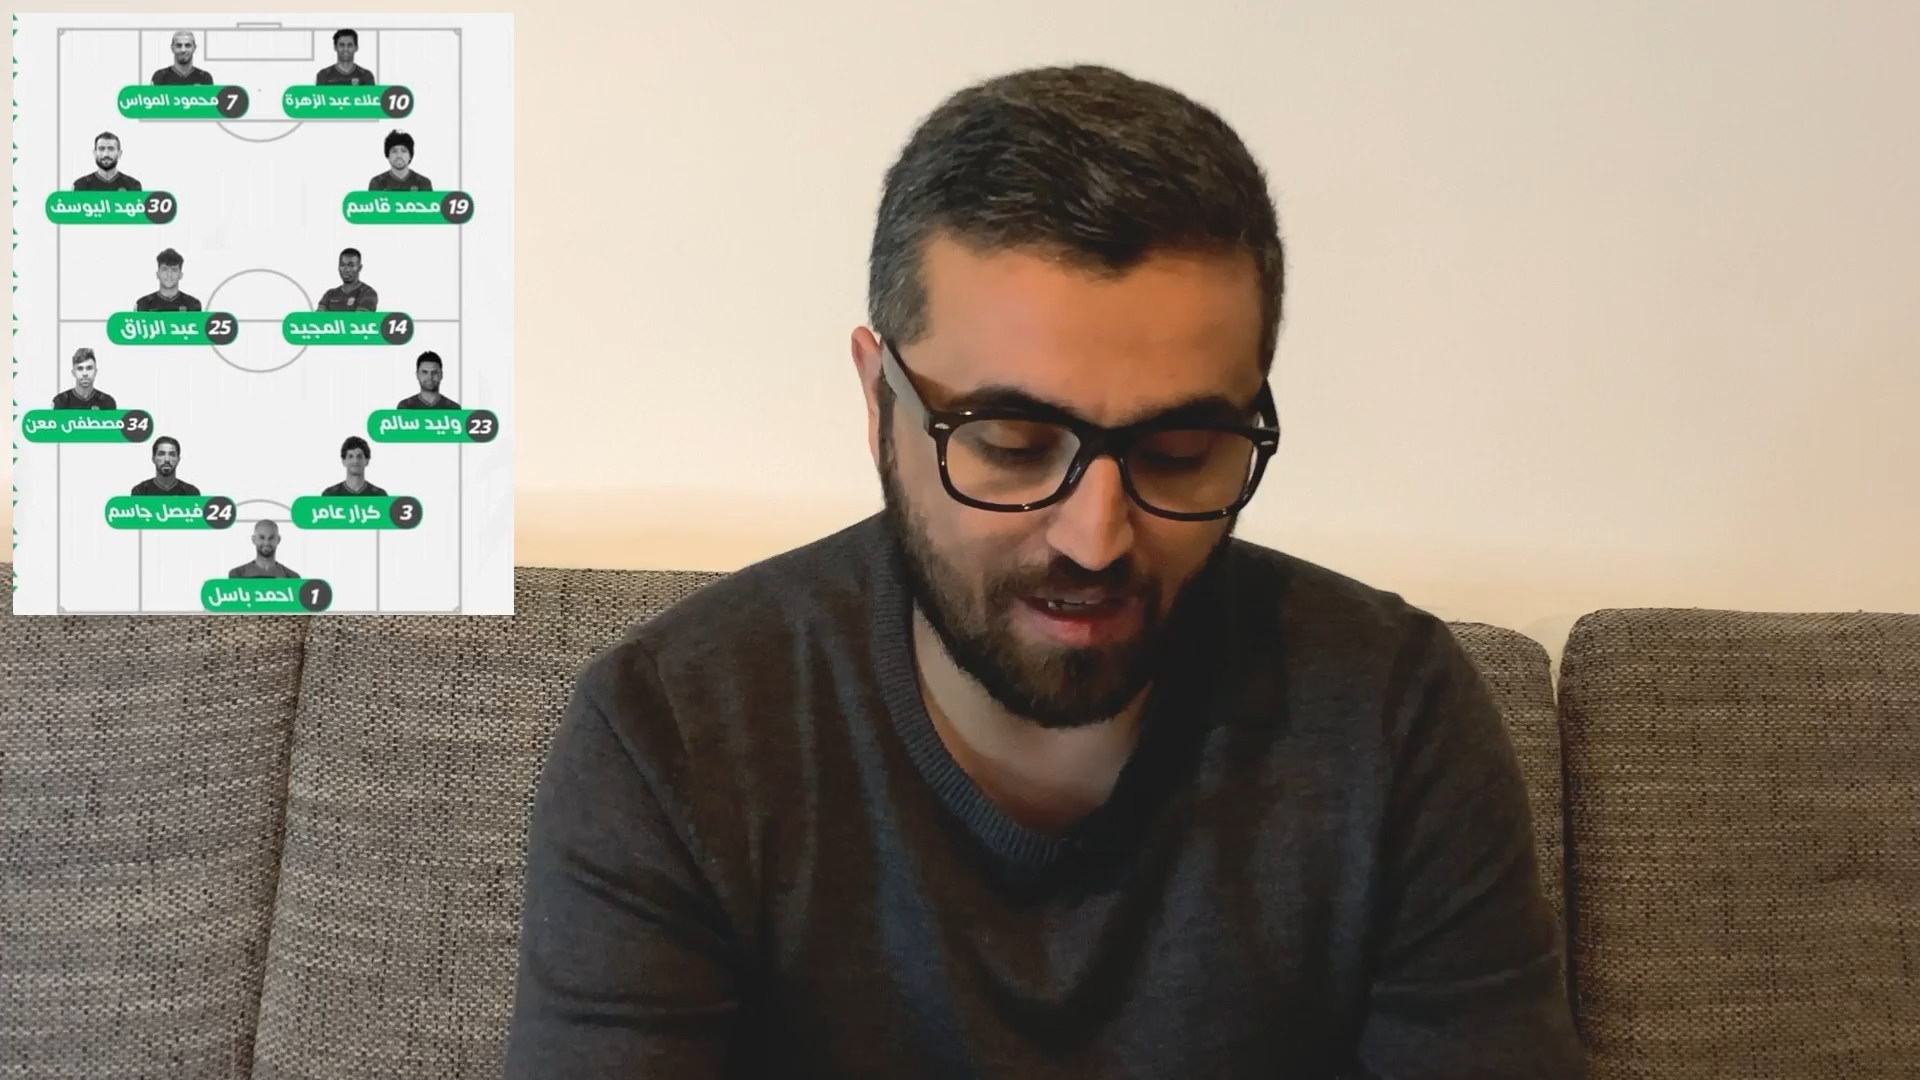 محمود المواس 7
علاء عبد الزهرة 10
فهد اليوسف 30
محمد قاسم 19
عبد الرزاق 25
عبد المجيد 14
مصطفى معن 34
وليد سالم 23
فيصل جاسم 24
كرار عامر 3
احمد باسل 1